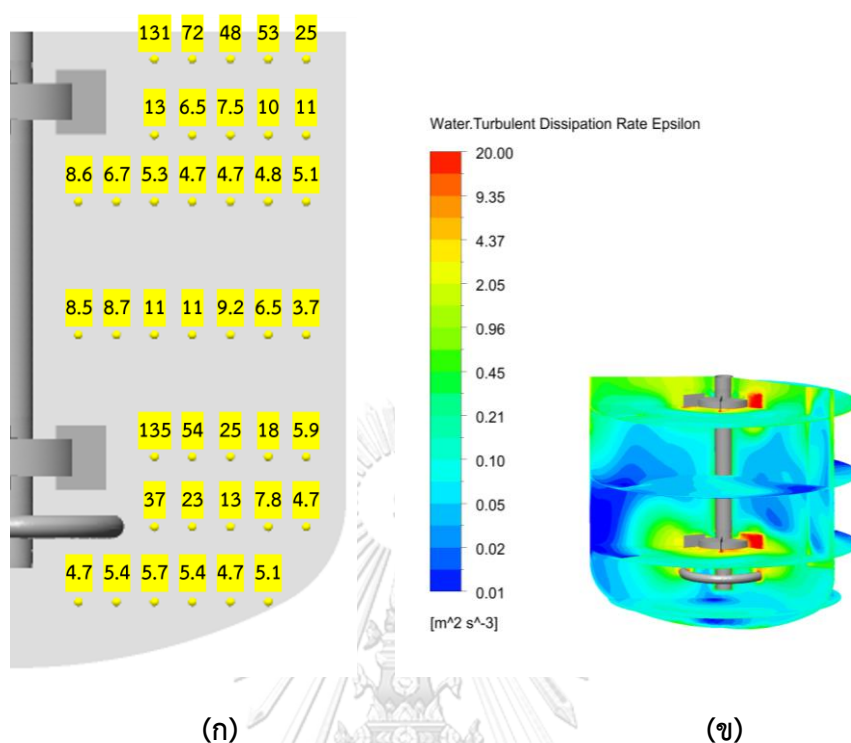 131 72 48 53 25
13 6.5 7.5 10 11
8.6 6.7 5.3 4.7 4.7 4.8 5.1
8.5 8.7 11 11 9.2 6.5 3.7
135 54 25 18 5.9
37 23 13 7.8 4.7
4.7 5.4 5.7 5.4 4.7 5.1
(ก)
Water.Turbulent Dissipation Rate Epsilon
20.00
9.35
4.37
2.05
0.96
0.45
0.21
0.10
0.05
0.02
0.01
[m^2 s^-3]
(ข)